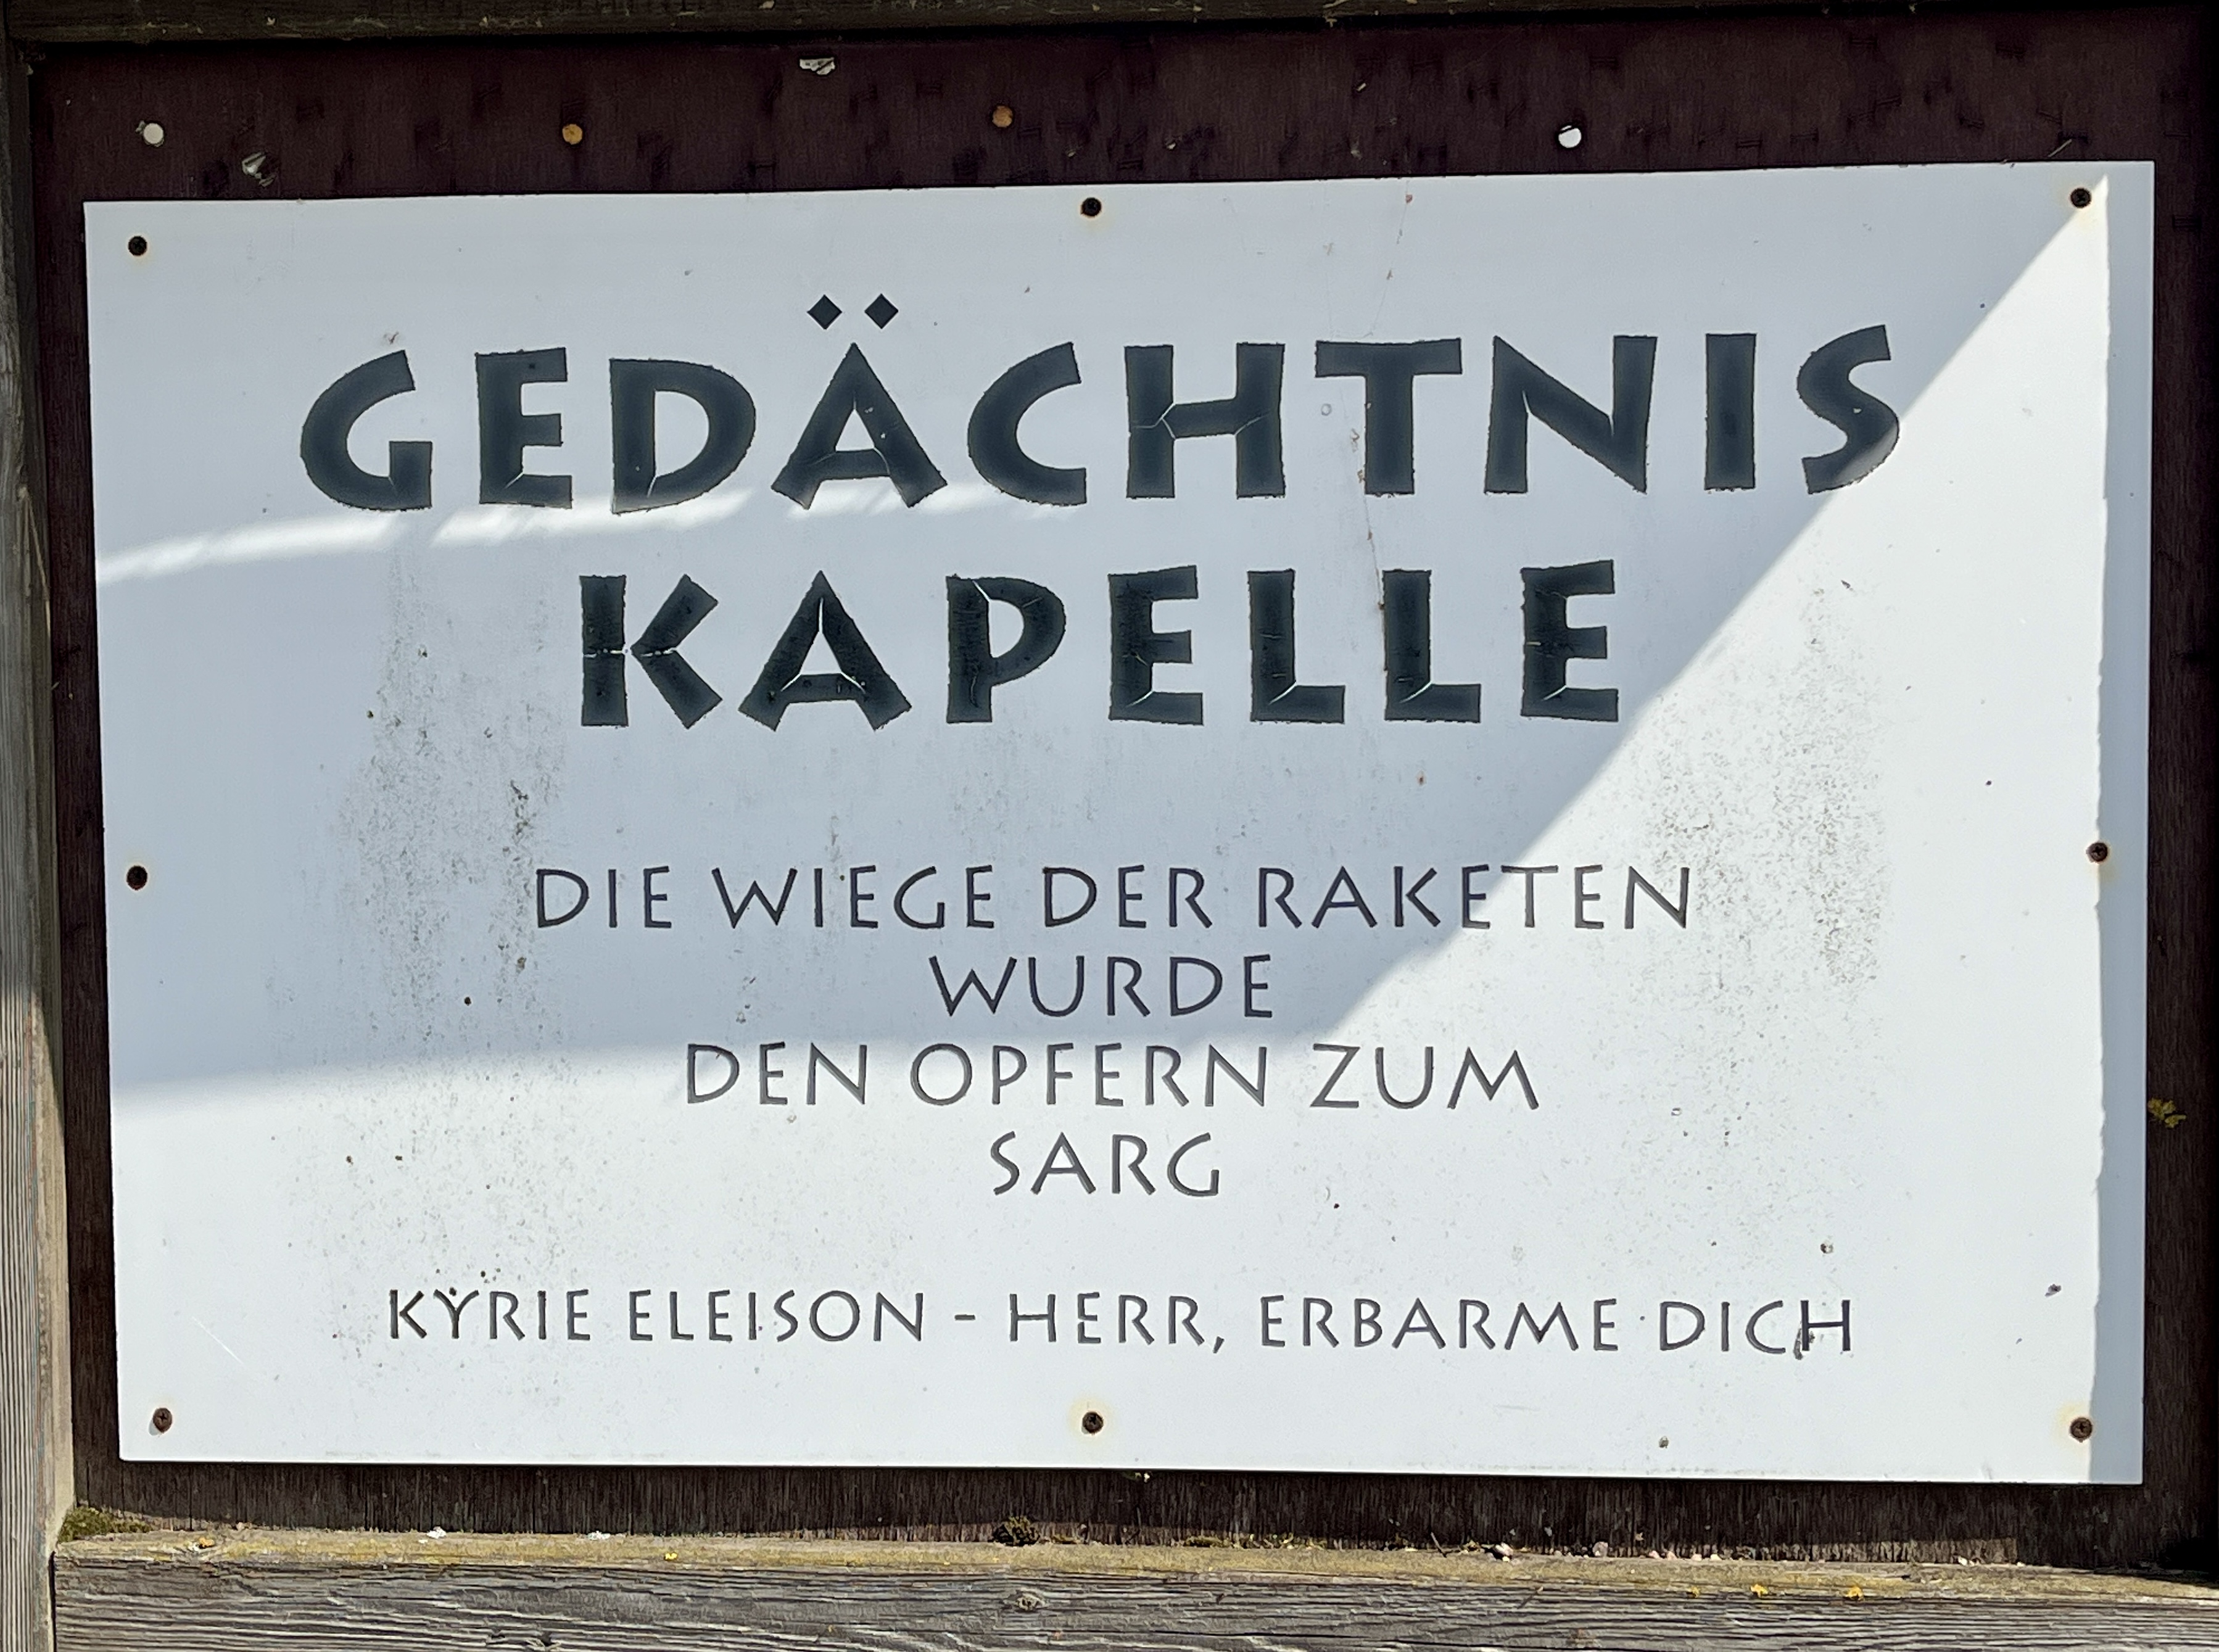 GEDÄCHTNIS
KAPELLE
DIE WIEGE DER RAKETEN
WURDE
DEN OPFERN ZUM
SARG
KYRIE ELEISON - HERR, ERBARME DICH